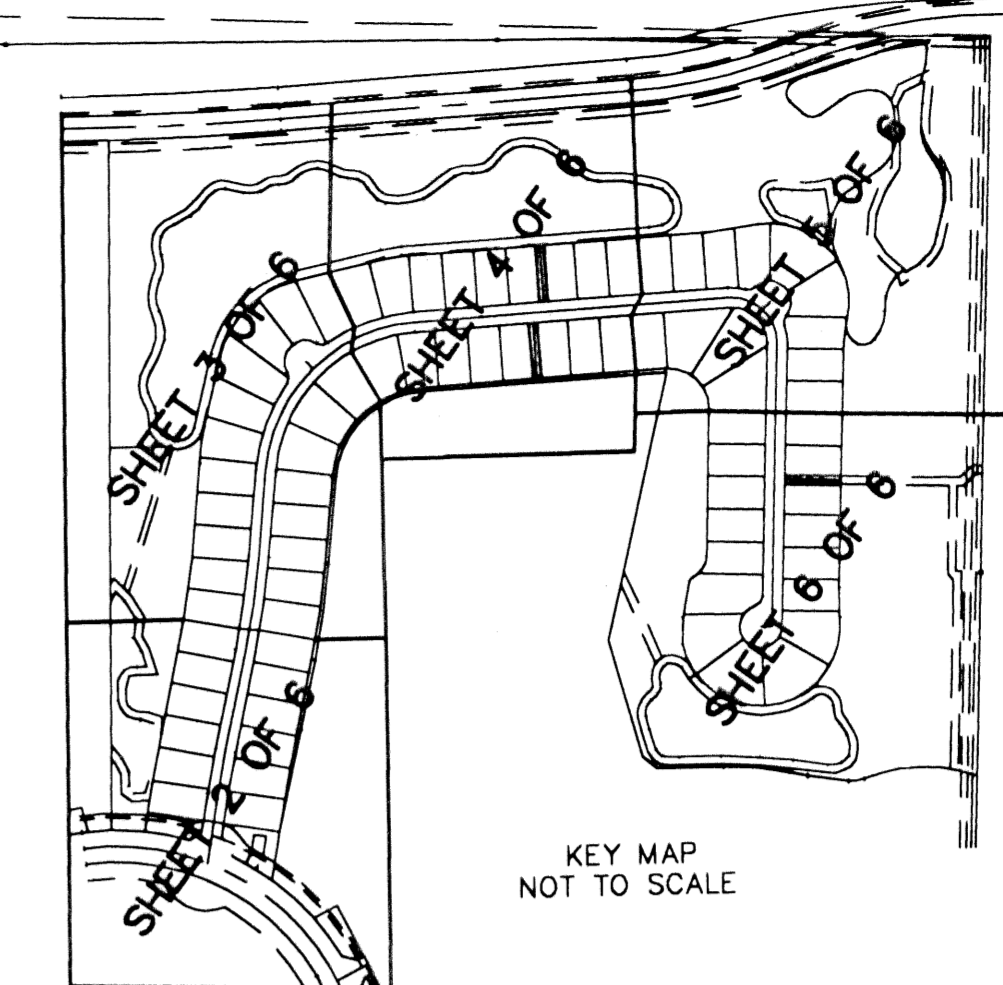 SHEET 3 OF 6
SHEET 4 OF 6
SHEET 5 OF 6
SHEET 6 OF 6
SHEET 2 OF 6
KEY MAP
NOT TO SCALE